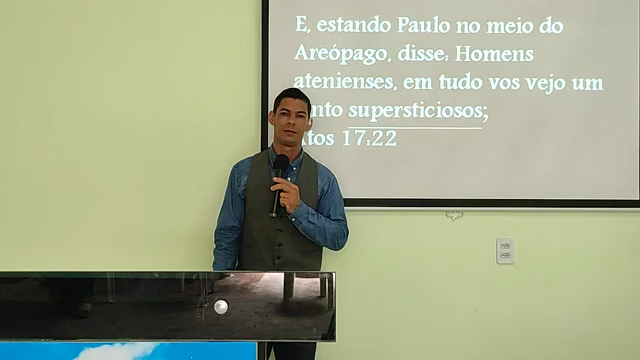 E, estando Paulo no meio do
Areópago, disse: Homens
atenienses, em tudo vos vejo um
supersticiosos;
17:22